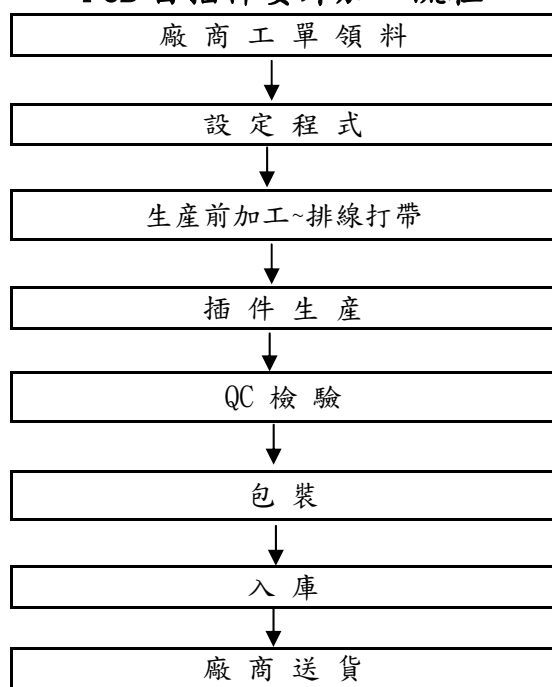 廠商工單領料
設定程式
生產前加工~排線打帶
插件生產
QC 檢驗
包裝
入庫
廠商送貨